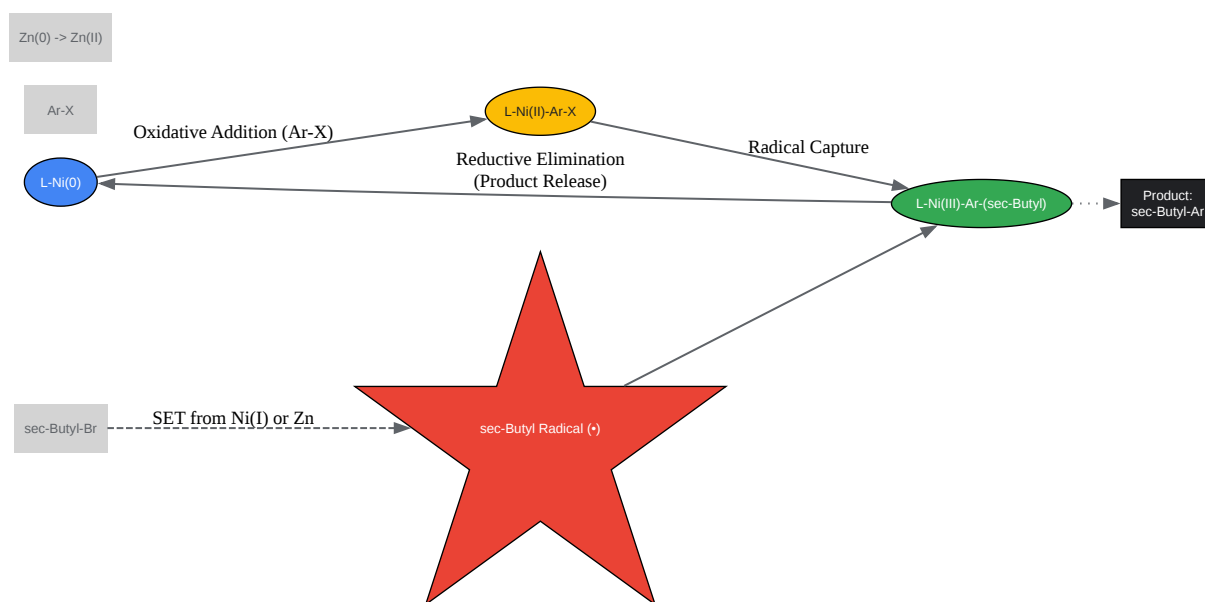 Zn(0) -> Zn(II)
Ar-X
L-Ni(0)
Oxidative Addition (Ar-X)
L-Ni(II)-Ar-X
Radical Capture
Reductive Elimination
(Product Release)
L-Ni(III)-Ar-(sec-Butyl)
Product:
sec-Butyl-Ar
sec-Butyl-Br
SET from Ni(I) or Zn
sec-Butyl Radical (•)